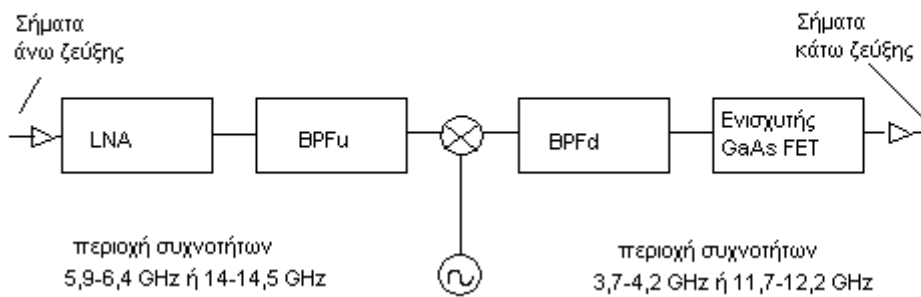 Σήματα
άνω ζεύξης
Σήματα
κάτω ζεύξης
LNA
BPFu
BPFd
Ενισχυτής
GaAs FET
περιοχή συχνοτήτων
5,9-6,4 GHz ή 14-14,5 GHz
περιοχή συχνοτήτων
3,7-4,2 GHz ή 11,7-12,2 GHz